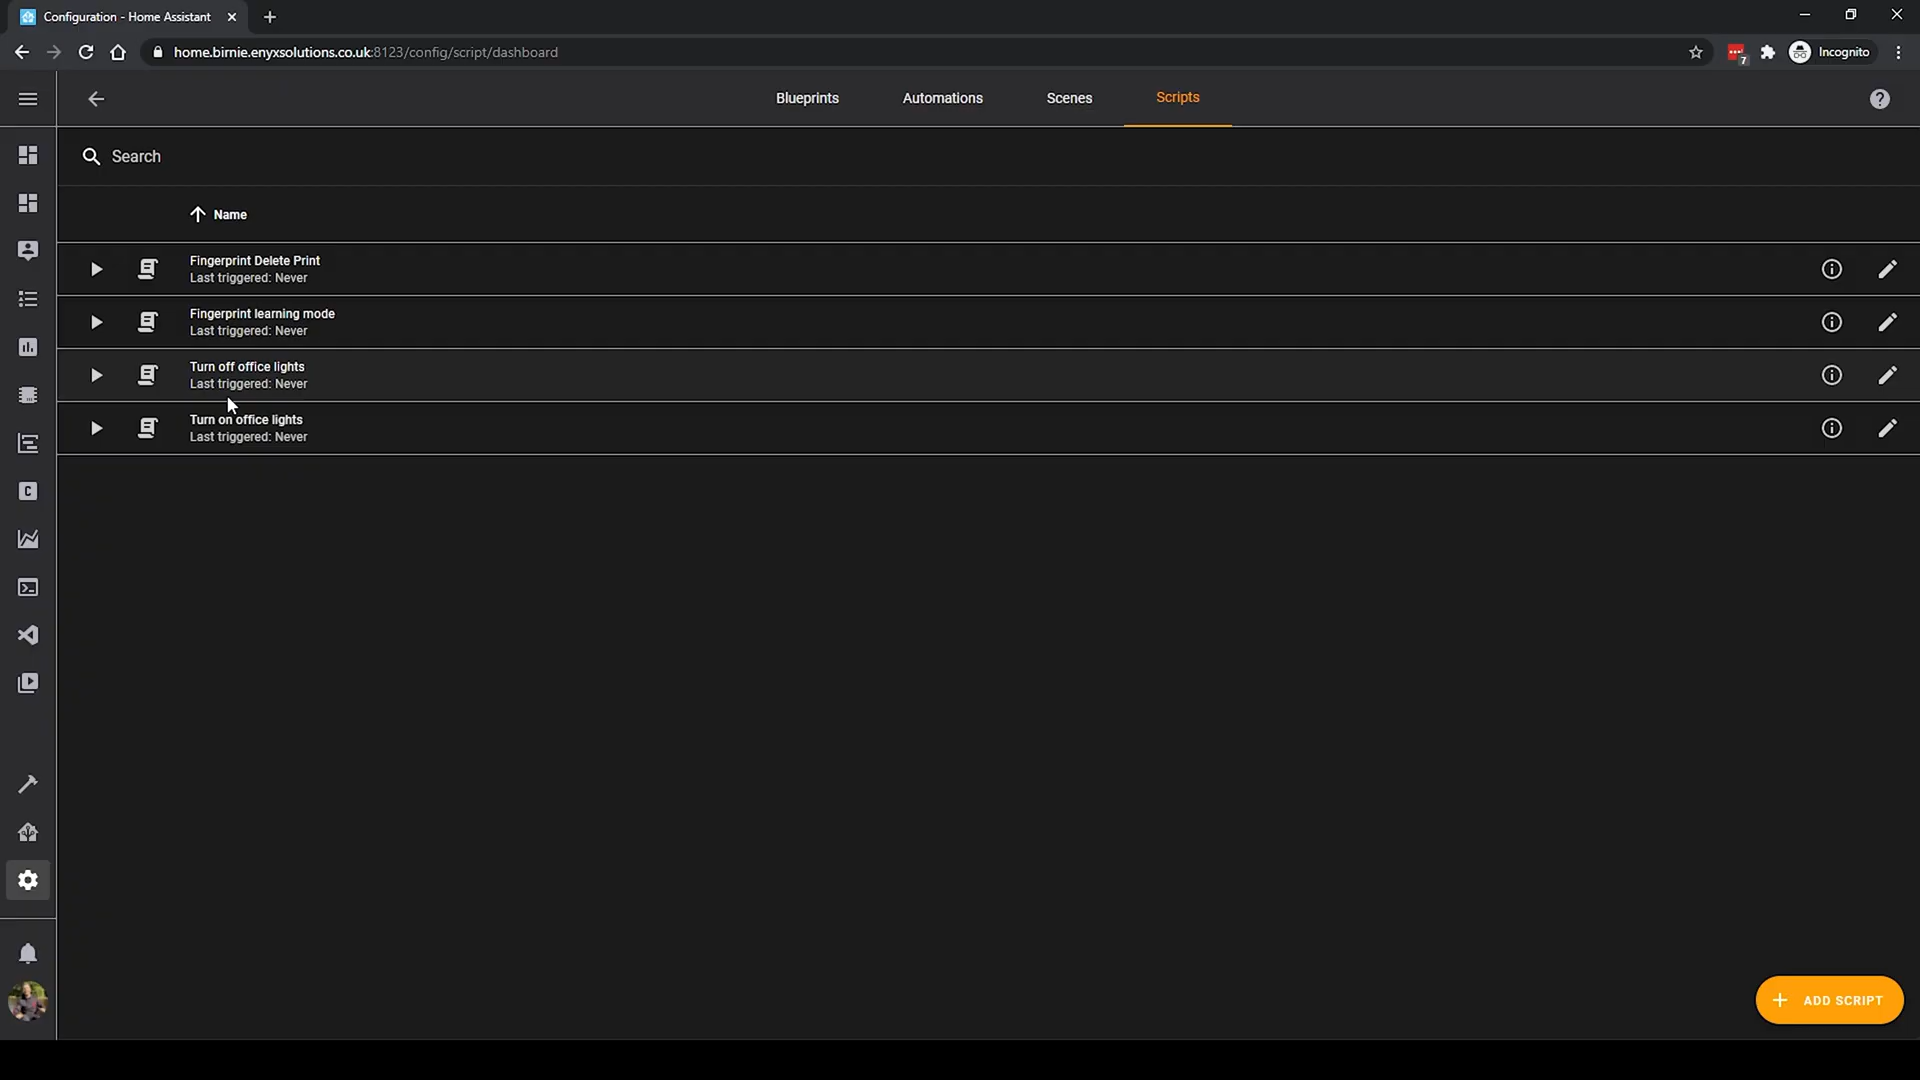 Configuration - Home Assistant
home.birnie.enyxsolutions.co.uk:8123/config/script/dashboard
7
Incognito
Blueprints
Automations
Scenes
Scripts
Search
Name
Fingerprint Delete Print
Last triggered: Never
Fingerprint learning mode
Last triggered: Never
Turn off office lights
Last triggered: Never
Turn on office lights
Last triggered: Never
C
ADD SCRIPT